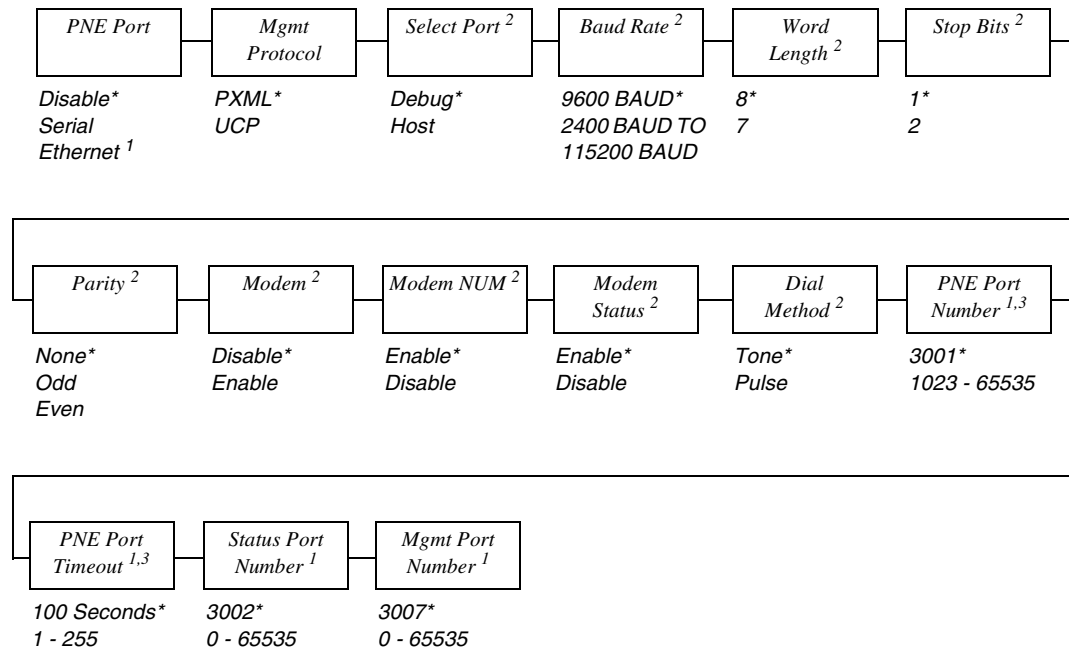 PNE Port
Mgmt
Protocol
Select Port 2
Baud Rate 2
Word
Length 2
Stop Bits 2
Disable*
Serial
Ethernet 1
PXML*
UCP
Debug*
Host
9600 BAUD*
2400 BAUD TO
115200 BAUD
8*
7
1*
2
Parity 2
Modem 2
Modem NUM 2
Modem
Status 2
Dial
Method 2
PNE Port
Number 1,3
None*
Odd
Even
Disable*
Enable
Enable*
Disable
Enable*
Disable
Tone*
Pulse
3001*
1023 - 65535
PNE Port
Timeout 1,3
Status Port
Number 1
Mgmt Port
Number 1
100 Seconds*
1 - 255
3002*
0 - 65535
3007*
0 - 65535